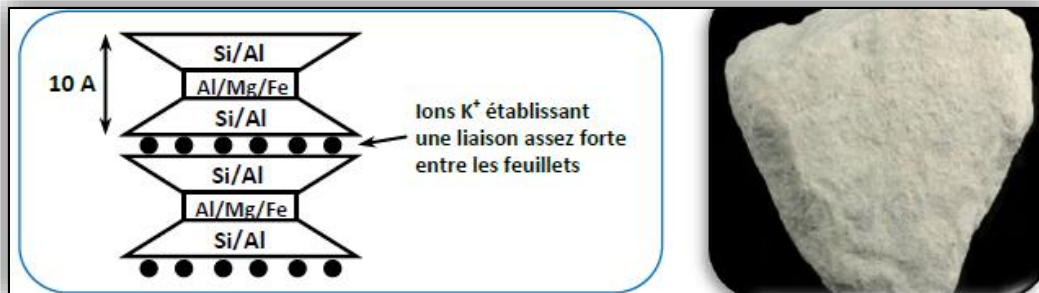 Si/Al
10 A
Al/Mg/Fe
Si/Al
Ions K⁺ établissant
une liaison assez forte
entre les feuillets
Si/Al
Al/Mg/Fe
Si/Al